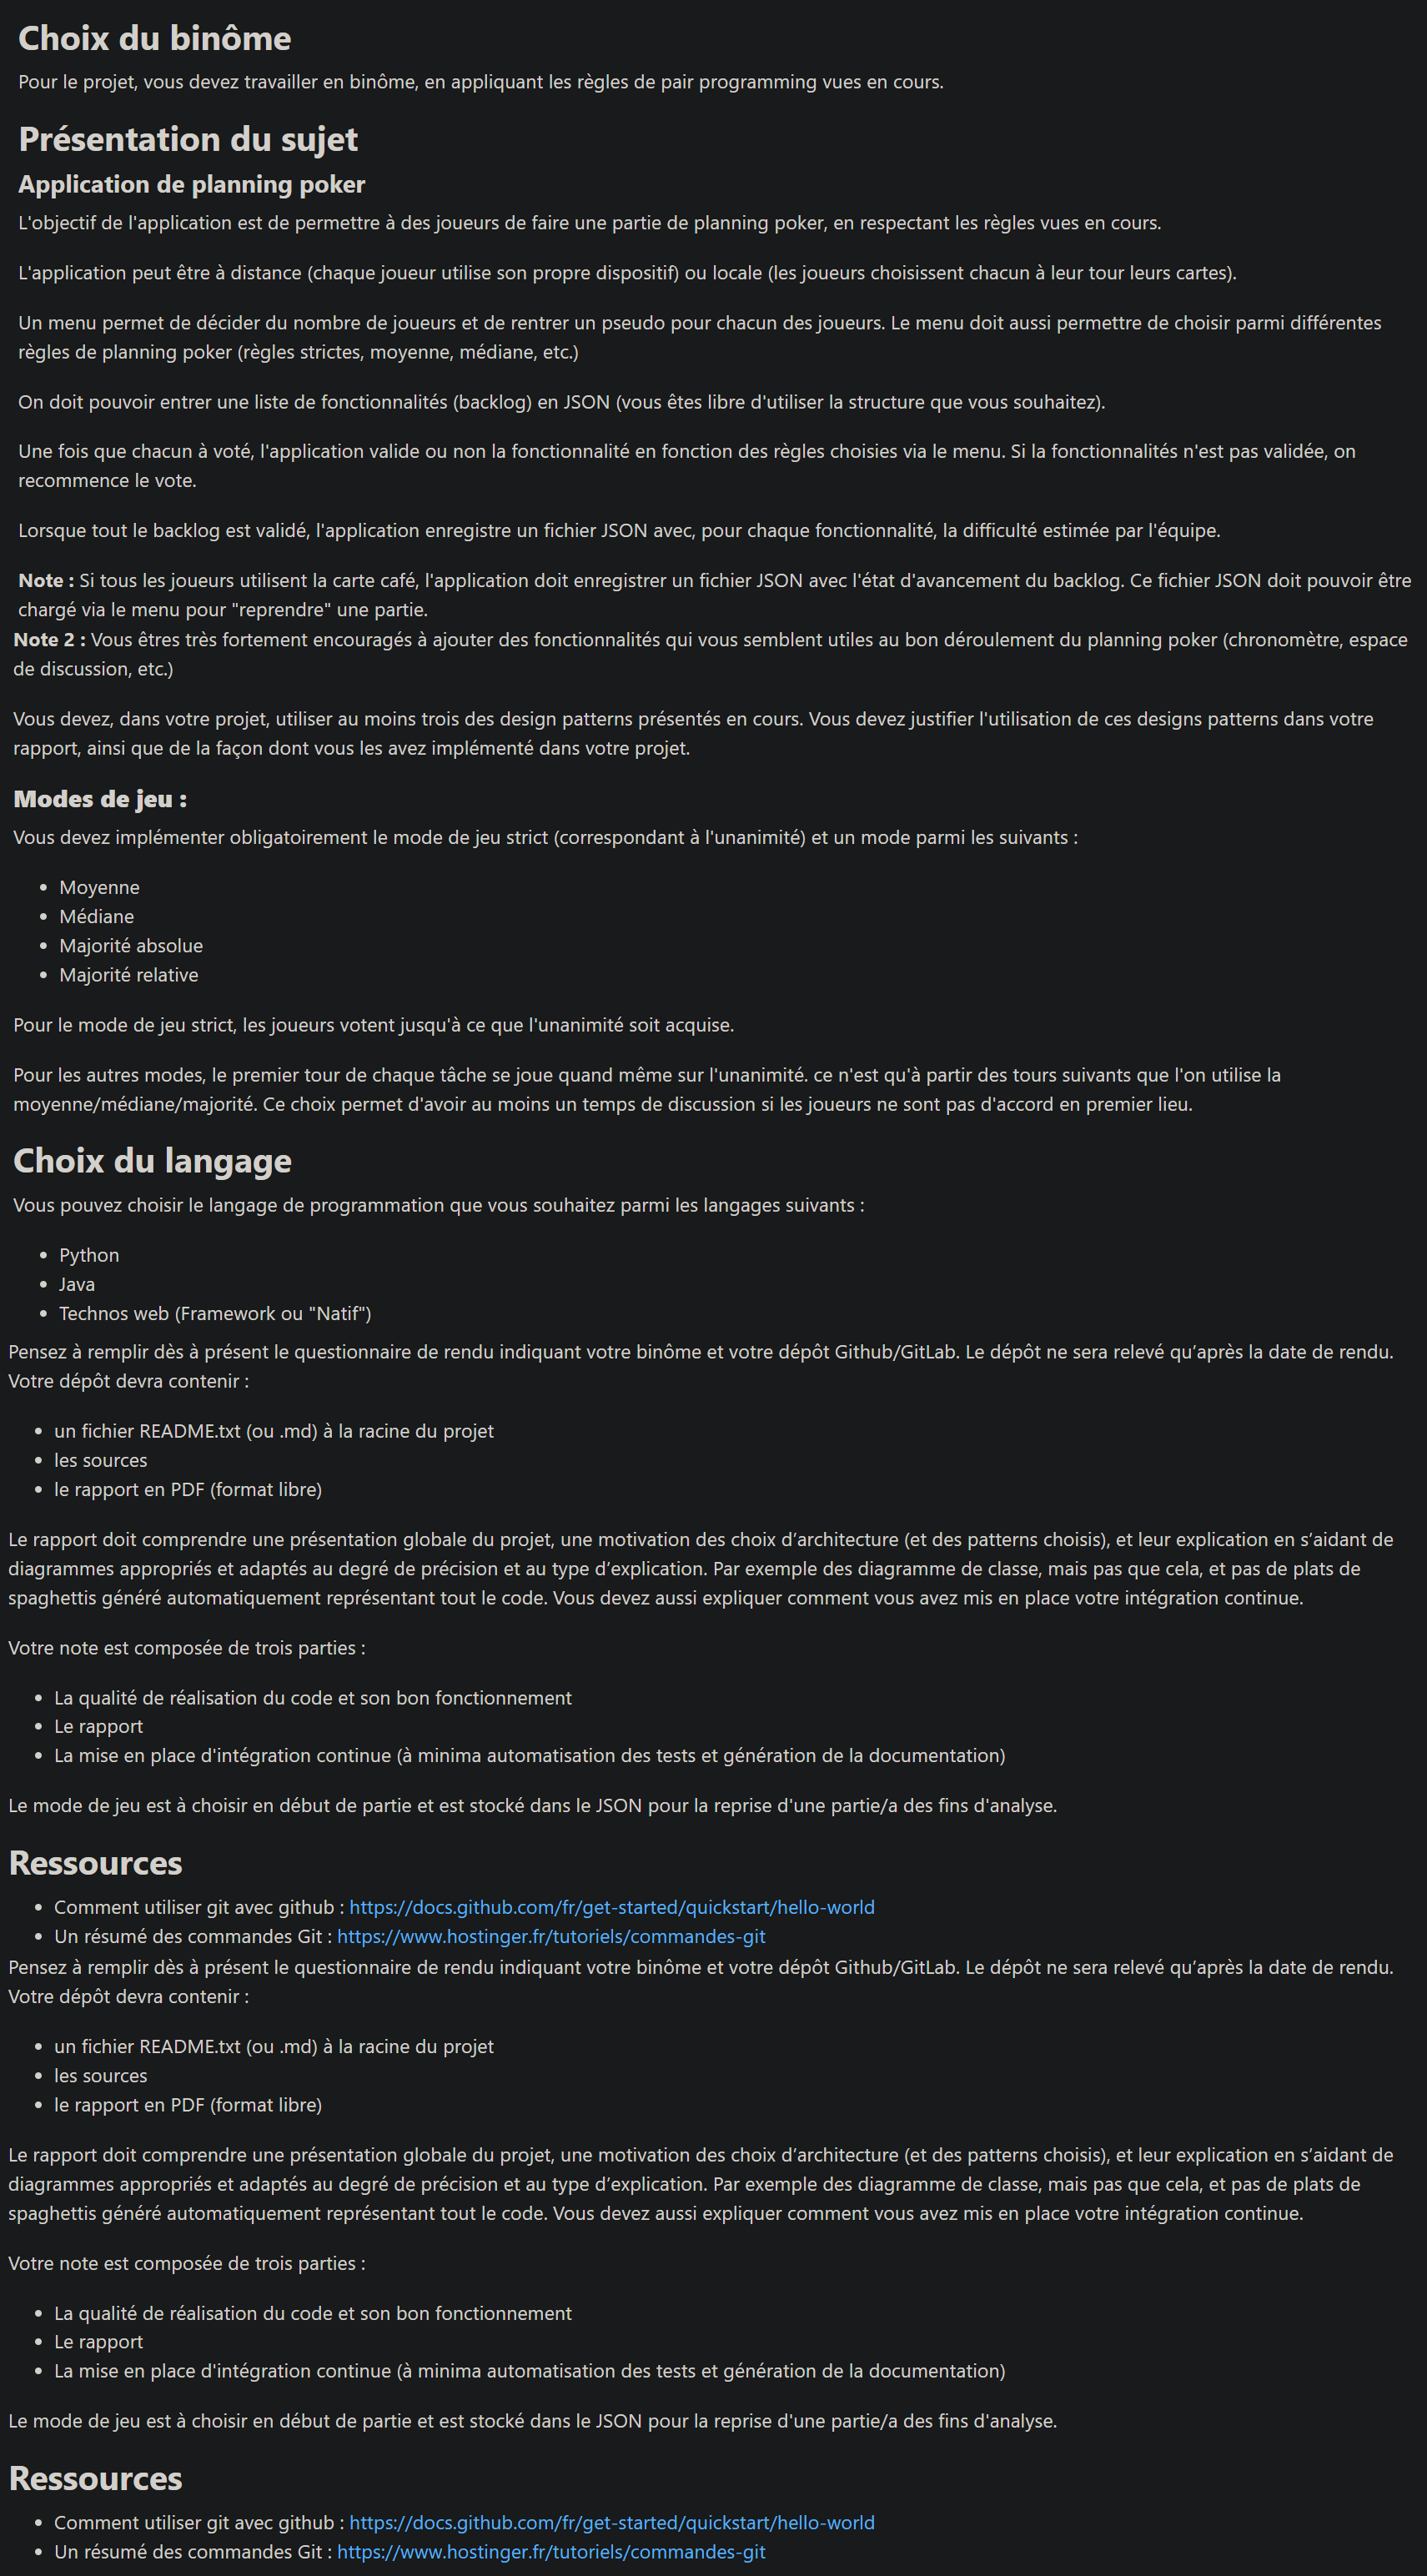 Choix du binôme
Pour le projet, vous devez travailler en binôme, en appliquant les règles de pair programming vues en cours.
Présentation du sujet
Application de planning poker
L'objectif de l'application est de permettre à des joueurs de faire une partie de planning poker, en respectant les règles vues en cours.
L'application peut être à distance (chaque joueur utilise son propre dispositif) ou locale (les joueurs choisissent chacun à leur tour leurs cartes).
Un menu permet de décider du nombre de joueurs et de rentrer un pseudo pour chacun des joueurs. Le menu doit aussi permettre de choisir parmi différentes
règles de planning poker (règles strictes, moyenne, médiane, etc.)
On doit pouvoir entrer une liste de fonctionnalités (backlog) en JSON (vous êtes libre d'utiliser la structure que vous souhaitez).
Une fois que chacun à voté, l'application valide ou non la fonctionnalité en fonction des règles choisies via le menu. Si la fonctionnalités n'est pas validée, on
recommence le vote.
Lorsque tout le backlog est validé, l'application enregistre un fichier JSON avec, pour chaque fonctionnalité, la difficulté estimée par l'équipe.
Note : Si tous les joueurs utilisent la carte café, l'application doit enregistrer un fichier JSON avec l'état d'avancement du backlog. Ce fichier JSON doit pouvoir être
chargé via le menu pour "reprendre" une partie.
Note 2 : Vous êtres très fortement encouragés à ajouter des fonctionnalités qui vous semblent utiles au bon déroulement du planning poker (chronomètre, espace
de discussion, etc.)
Vous devez, dans votre projet, utiliser au moins trois des design patterns présentés en cours. Vous devez justifier l'utilisation de ces designs patterns dans votre
rapport, ainsi que de la façon dont vous les avez implémenté dans votre projet.
Modes de jeu :
Vous devez implémenter obligatoirement le mode de jeu strict (correspondant à l'unanimité) et un mode parmi les suivants :
• Moyenne
• Médiane
• Majorité absolue
• Majorité relative
Pour le mode de jeu strict, les joueurs votent jusqu'à ce que l'unanimité soit acquise.
Pour les autres modes, le premier tour de chaque tâche se joue quand même sur l'unanimité. ce n'est qu'à partir des tours suivants que l'on utilise la
moyenne/médiane/majorité. Ce choix permet d'avoir au moins un temps de discussion si les joueurs ne sont pas d'accord en premier lieu.
Choix du langage
Vous pouvez choisir le langage de programmation que vous souhaitez parmi les langages suivants :
• Python
• Java
• Technos web (Framework ou "Natif")
Pensez à remplir dès à présent le questionnaire de rendu indiquant votre binôme et votre dépôt Github/GitLab. Le dépôt ne sera relevé qu’après la date de rendu.
Votre dépôt devra contenir :
• un fichier README.txt (ou .md) à la racine du projet
• les sources
• le rapport en PDF (format libre)
Le rapport doit comprendre une présentation globale du projet, une motivation des choix d’architecture (et des patterns choisis), et leur explication en s’aidant de
diagrammes appropriés et adaptés au degré de précision et au type d’explication. Par exemple des diagramme de classe, mais pas que cela, et pas de plats de
spaghettis généré automatiquement représentant tout le code. Vous devez aussi expliquer comment vous avez mis en place votre intégration continue.
Votre note est composée de trois parties :
• La qualité de réalisation du code et son bon fonctionnement
• Le rapport
• La mise en place d'intégration continue (à minima automatisation des tests et génération de la documentation)
Le mode de jeu est à choisir en début de partie et est stocké dans le JSON pour la reprise d'une partie/a des fins d'analyse.
Ressources
• Comment utiliser git avec github : https://docs.github.com/fr/get-started/quickstart/hello-world
• Un résumé des commandes Git : https://www.hostinger.fr/tutoriels/commandes-git
Pensez à remplir dès à présent le questionnaire de rendu indiquant votre binôme et votre dépôt Github/GitLab. Le dépôt ne sera relevé qu’après la date de rendu.
Votre dépôt devra contenir :
• un fichier README.txt (ou .md) à la racine du projet
• les sources
• le rapport en PDF (format libre)
Le rapport doit comprendre une présentation globale du projet, une motivation des choix d’architecture (et des patterns choisis), et leur explication en s’aidant de
diagrammes appropriés et adaptés au degré de précision et au type d’explication. Par exemple des diagramme de classe, mais pas que cela, et pas de plats de
spaghettis généré automatiquement représentant tout le code. Vous devez aussi expliquer comment vous avez mis en place votre intégration continue.
Votre note est composée de trois parties :
• La qualité de réalisation du code et son bon fonctionnement
• Le rapport
• La mise en place d'intégration continue (à minima automatisation des tests et génération de la documentation)
Le mode de jeu est à choisir en début de partie et est stocké dans le JSON pour la reprise d'une partie/a des fins d'analyse.
Ressources
• Comment utiliser git avec github : https://docs.github.com/fr/get-started/quickstart/hello-world
• Un résumé des commandes Git : https://www.hostinger.fr/tutoriels/commandes-git